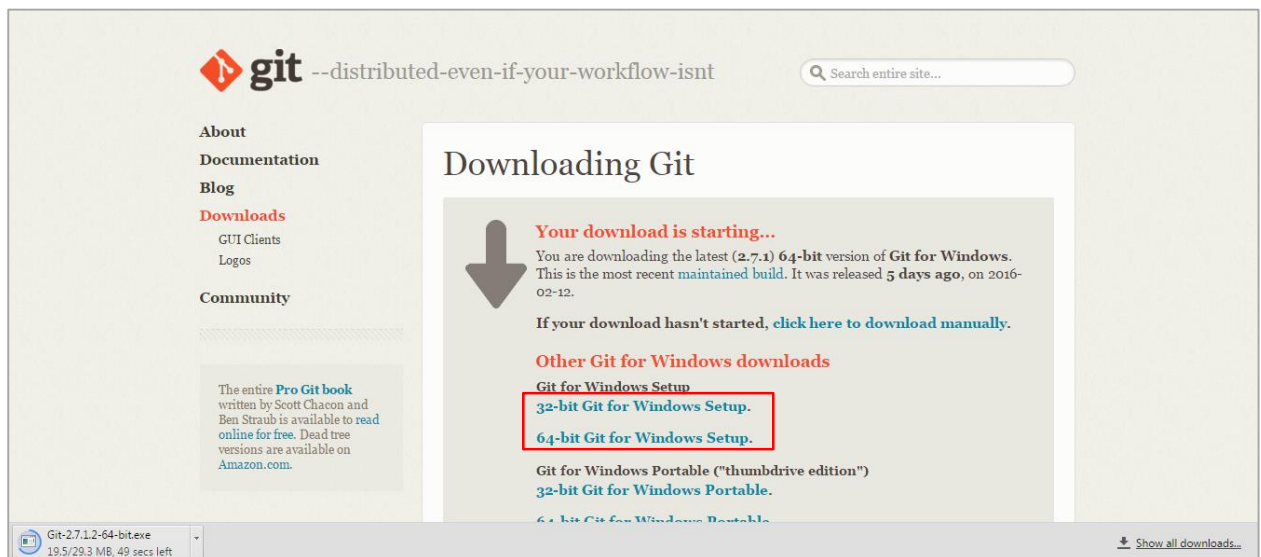 git --distributed-even-if-your-workflow-isnt
Search entire site...
About
Documentation
Blog
Downloads
GUI Clients
Logos
Community
The entire Pro Git book
written by Scott Chacon and
Ben Straub is available to read
online for free. Dead tree
versions are available on
Amazon.com.
Downloading Git
Your download is starting...
You are downloading the latest (2.7.1) 64-bit version of Git for Windows.
This is the most recent maintained build. It was released 5 days ago, on 2016-
02-12.
If your download hasn't started, click here to download manually.
Other Git for Windows downloads
Git for Windows Setup
32-bit Git for Windows Setup.
64-bit Git for Windows Setup.
Git for Windows Portable ("thumbdrive edition")
32-bit Git for Windows Portable.
64-bit Git for Windows Portable
Git-2.7.1.2-64-bit.exe
19.5/29.3 MB, 49 secs left
Show all downloads...